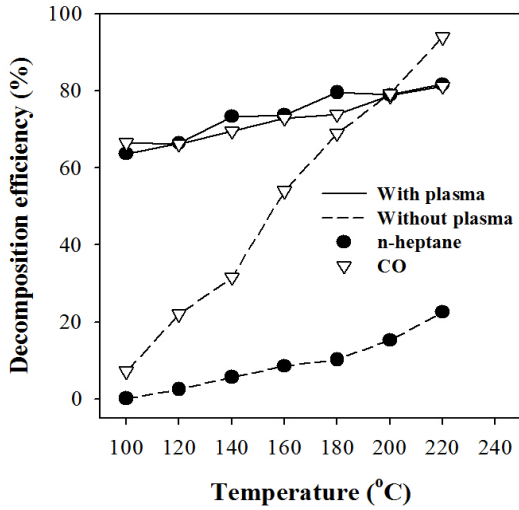 100
80
60
40
20
0
Decomposition efficiency (%)
With plasma
Without plasma
n-heptane
CO
100 120 140 160 180 200 220 240
Temperature (°C)